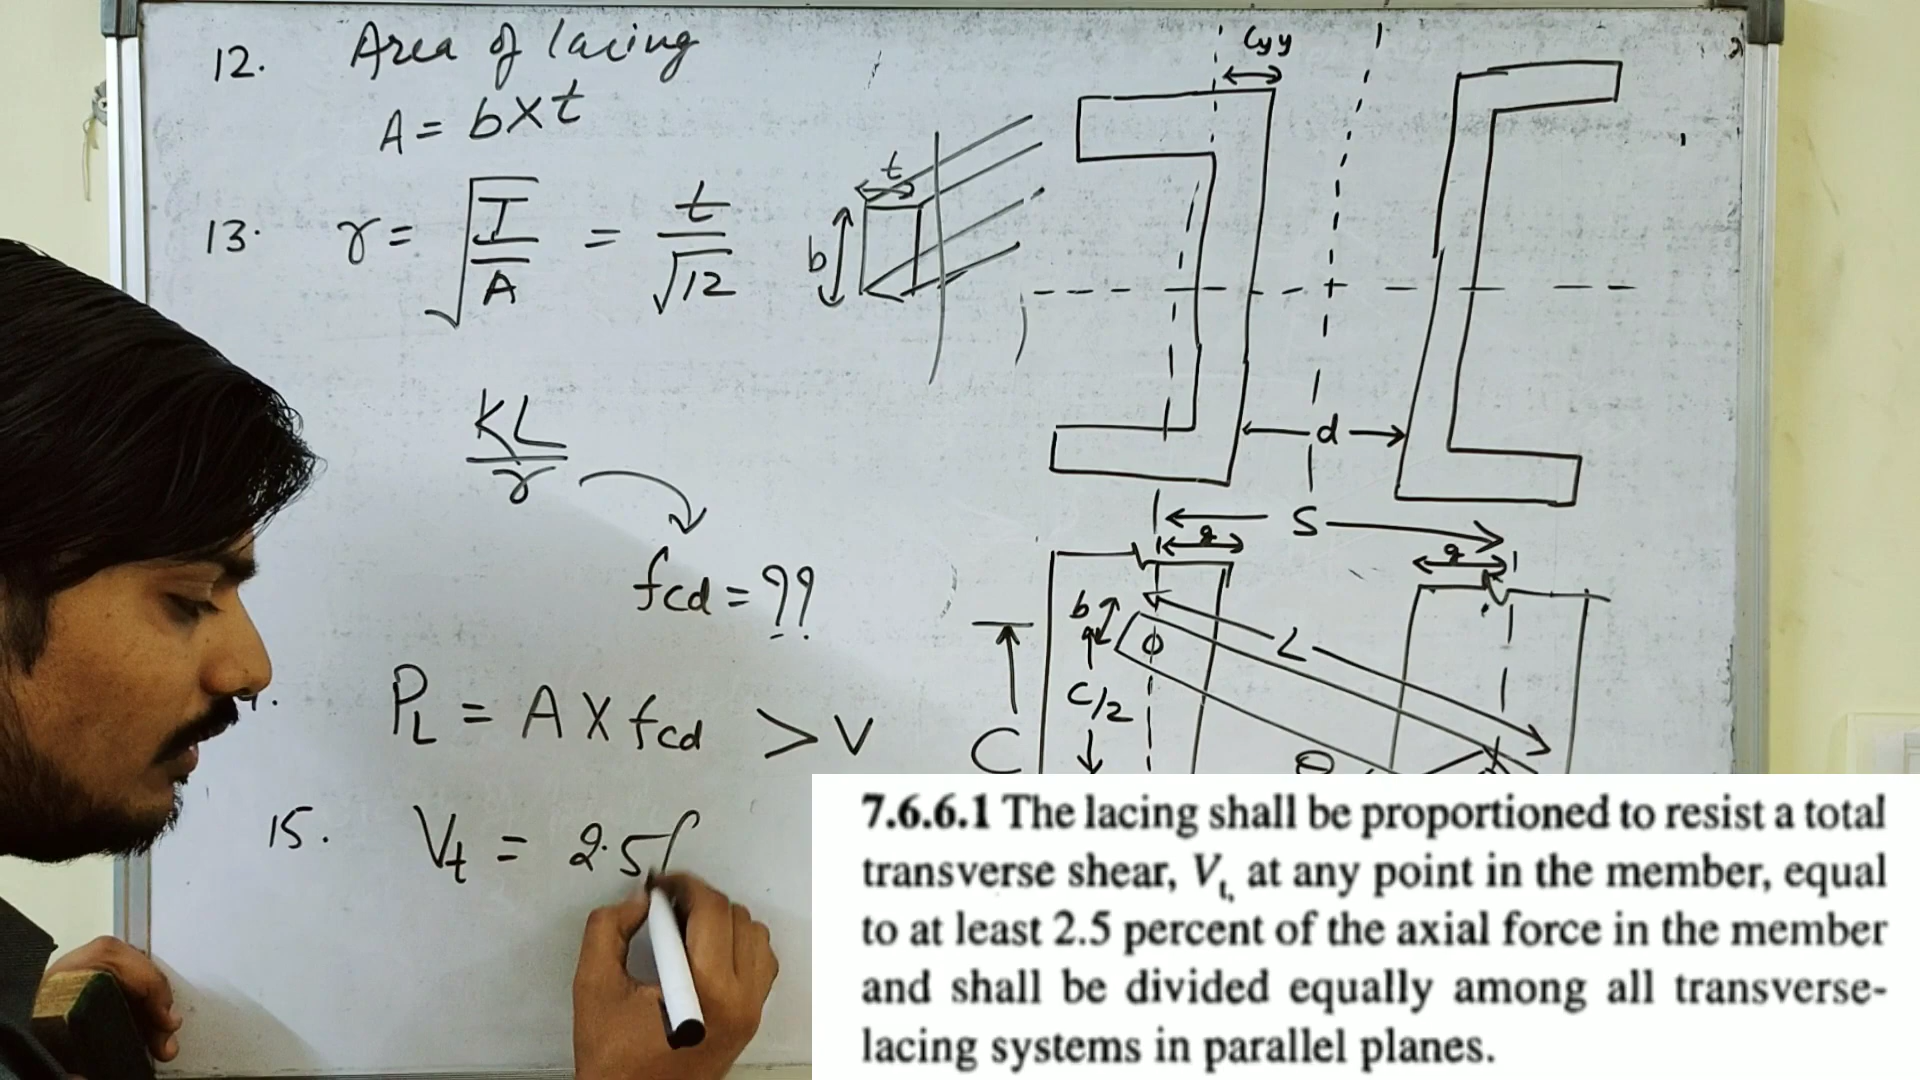 12. Area of lacing
A = b X t
13. r = √(I/A) = t/√12
t
b
KL/r
fcd = ??
PL = A X fcd > V
15. Vt = 2.5
Cyy
d
S
g
g
b
L
C/2
C
θ
7.6.6.1 The lacing shall be proportioned to resist a total
transverse shear, Vt, at any point in the member, equal
to at least 2.5 percent of the axial force in the member
and shall be divided equally among all transverse-
lacing systems in parallel planes.